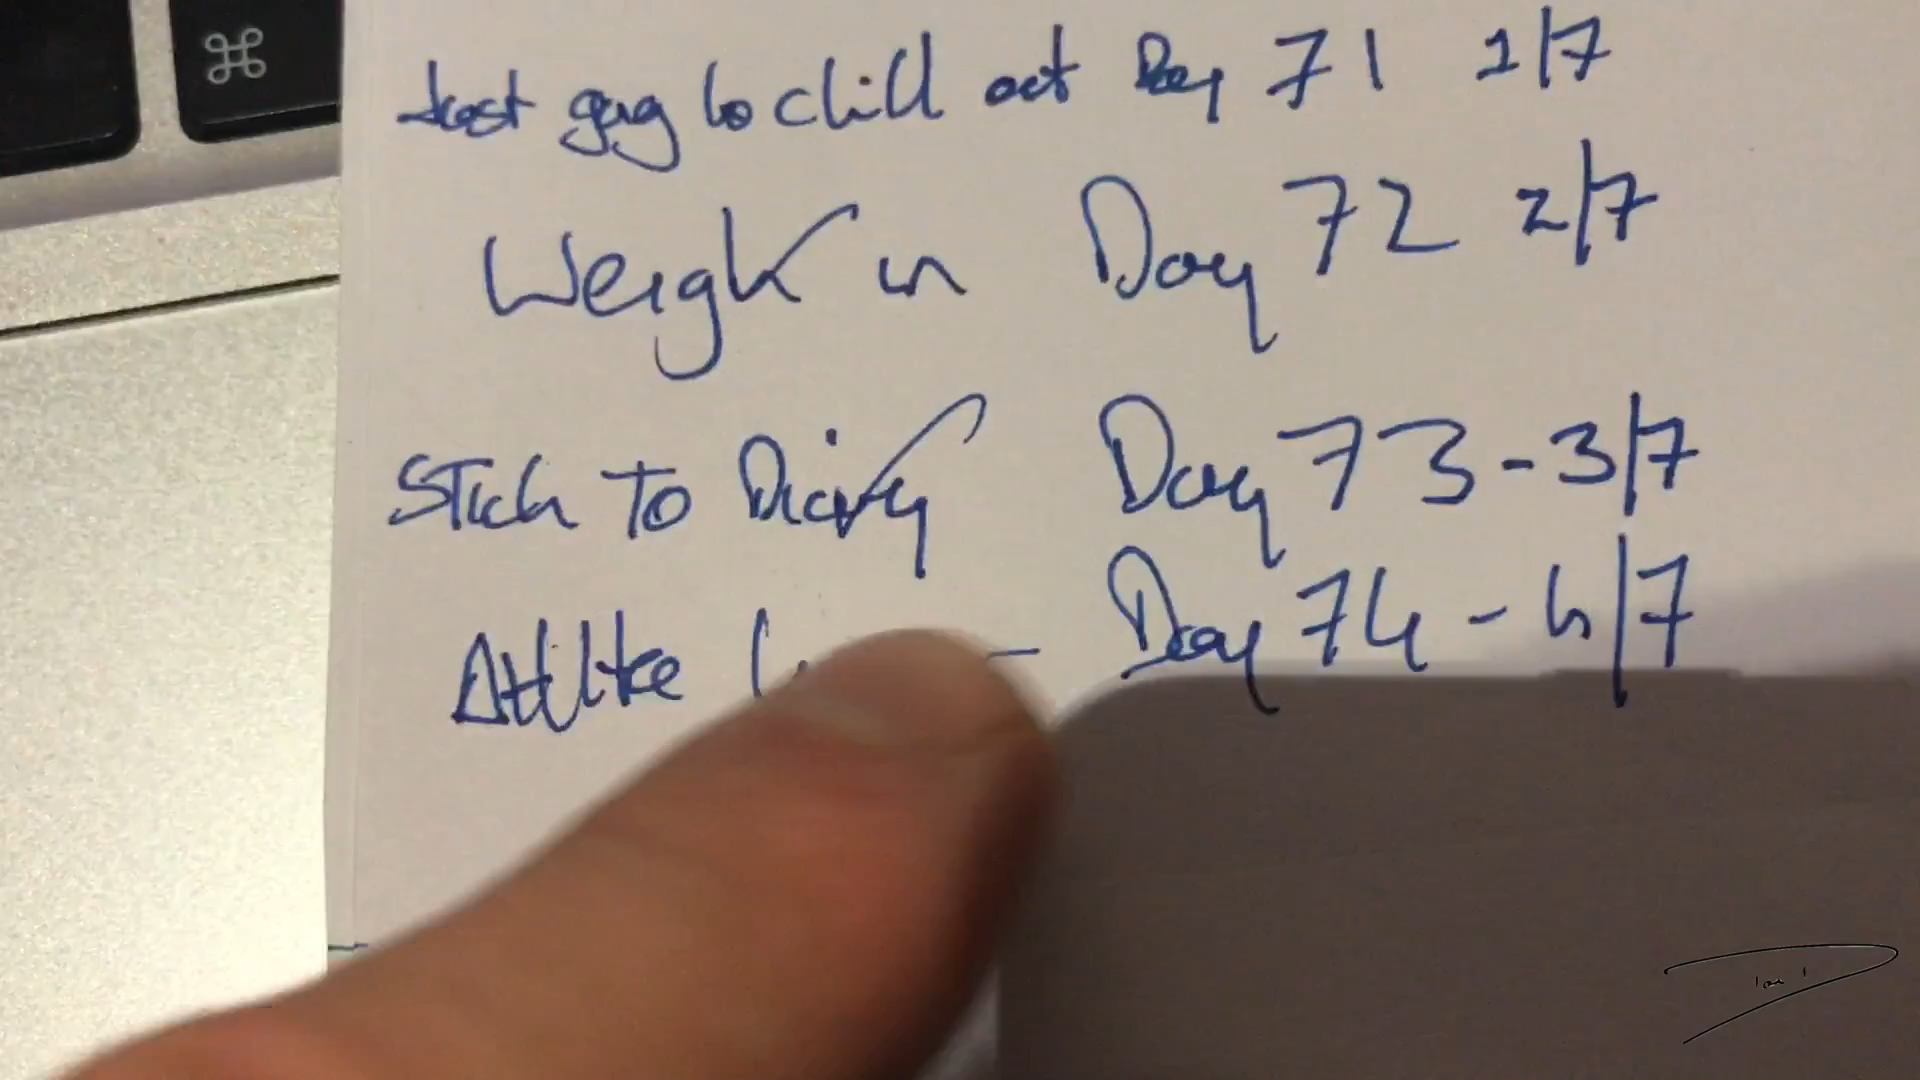 ⌘
Just going to chill out Day 71 1/7
Weigh in Day 72 2/7
Stick to Diary Day 73 - 3/7
Day 74 - 4/7